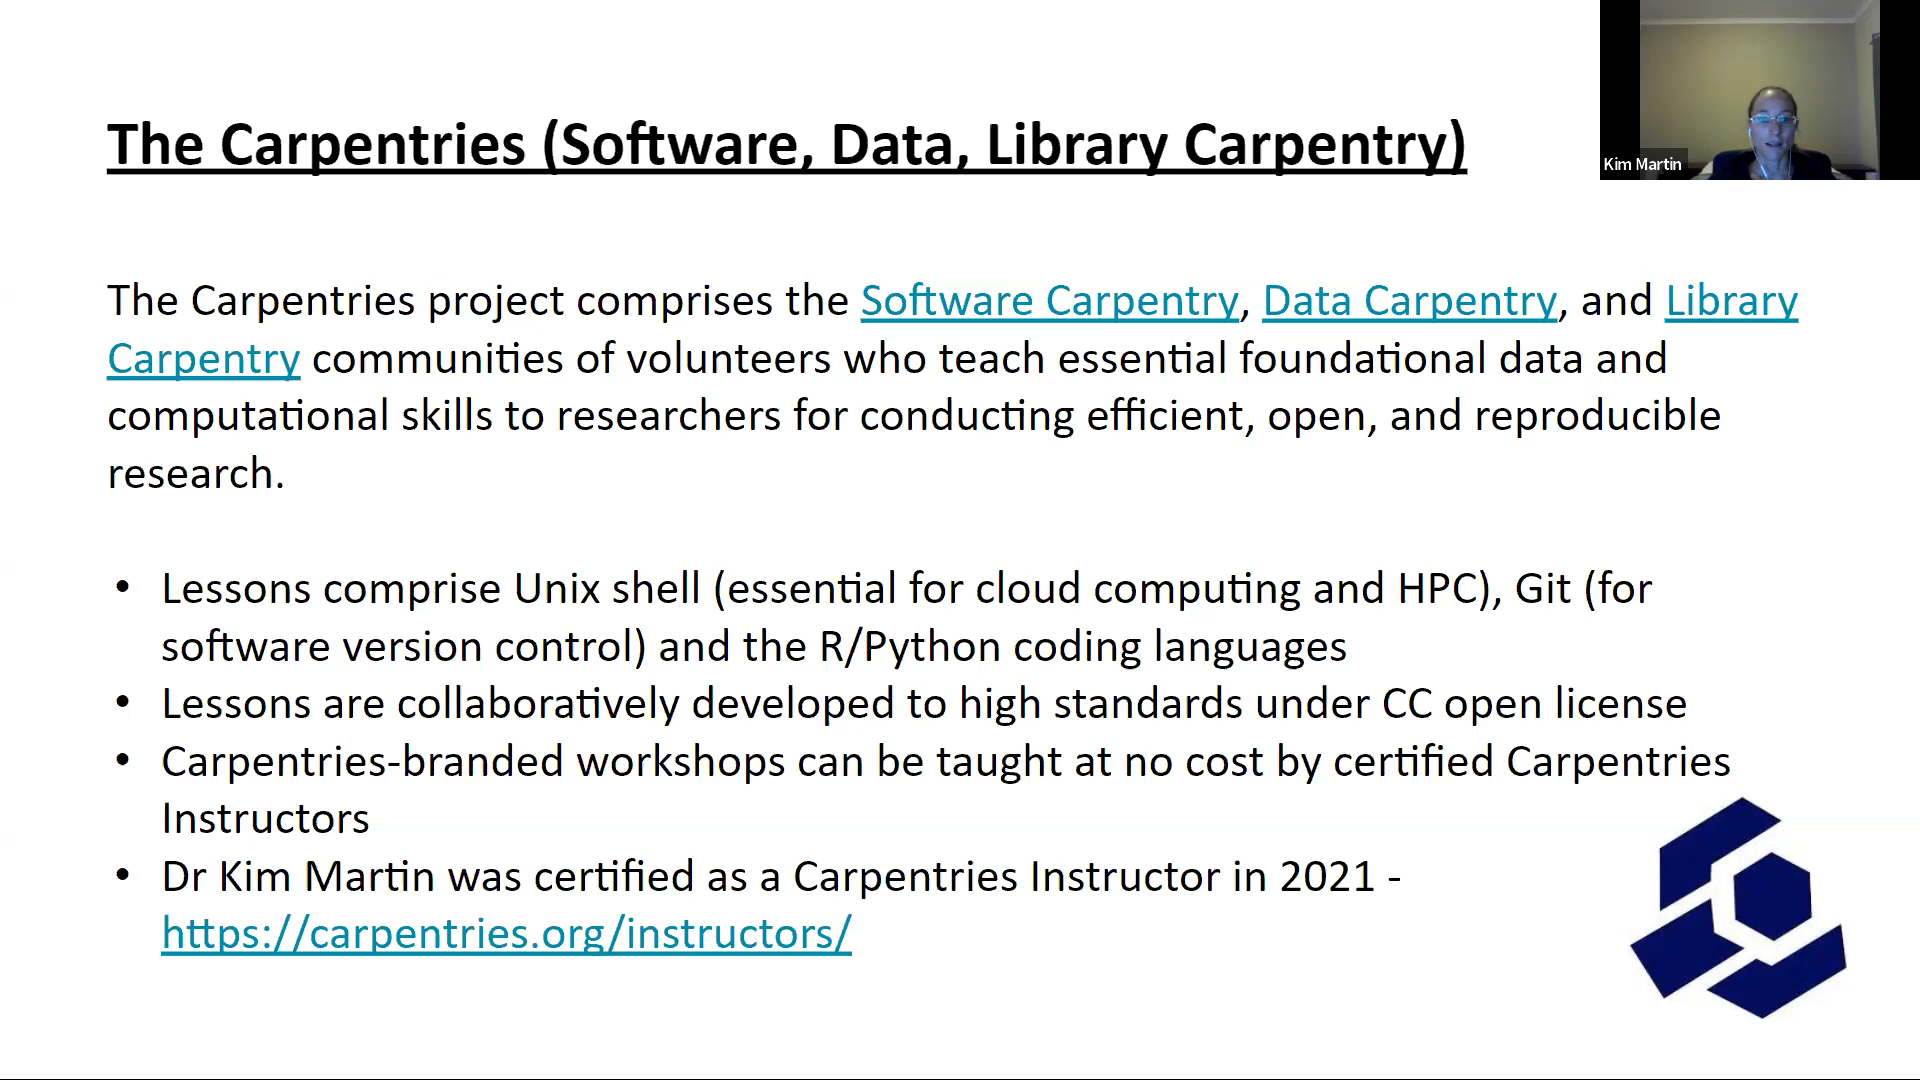 The Carpentries (Software, Data, Library Carpentry)
Kim Martin
The Carpentries project comprises the Software Carpentry, Data Carpentry, and Library
Carpentry communities of volunteers who teach essential foundational data and
computational skills to researchers for conducting efficient, open, and reproducible
research.
• Lessons comprise Unix shell (essential for cloud computing and HPC), Git (for
software version control) and the R/Python coding languages
• Lessons are collaboratively developed to high standards under CC open license
• Carpentries-branded workshops can be taught at no cost by certified Carpentries
Instructors
• Dr Kim Martin was certified as a Carpentries Instructor in 2021 -
https://carpentries.org/instructors/